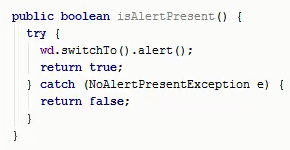 public boolean isAlertPresent() {
try {
wd.switchTo().alert();
return true;
} catch (NoAlertPresentException e) {
return false;
}
}